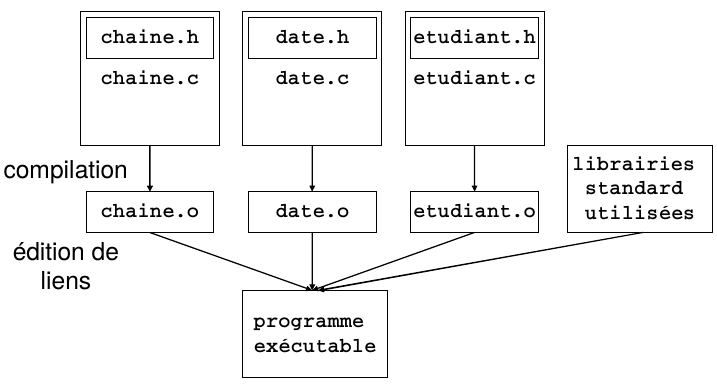 chaine.h
chaine.c
date.h
date.c
etudiant.h
etudiant.c
compilation
librairies
standard
utilisées
chaine.o
date.o
etudiant.o
édition de
liens
programme
exécutable